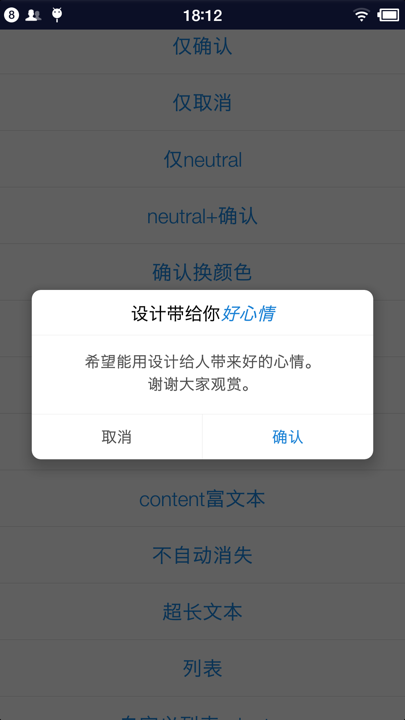 8
18:12
仅确认
仅取消
仅neutral
neutral+确认
确认换颜色
设计带给你好心情
希望能用设计给人带来好的心情。
谢谢大家观赏。
取消
确认
content富文本
不自动消失
超长文本
列表